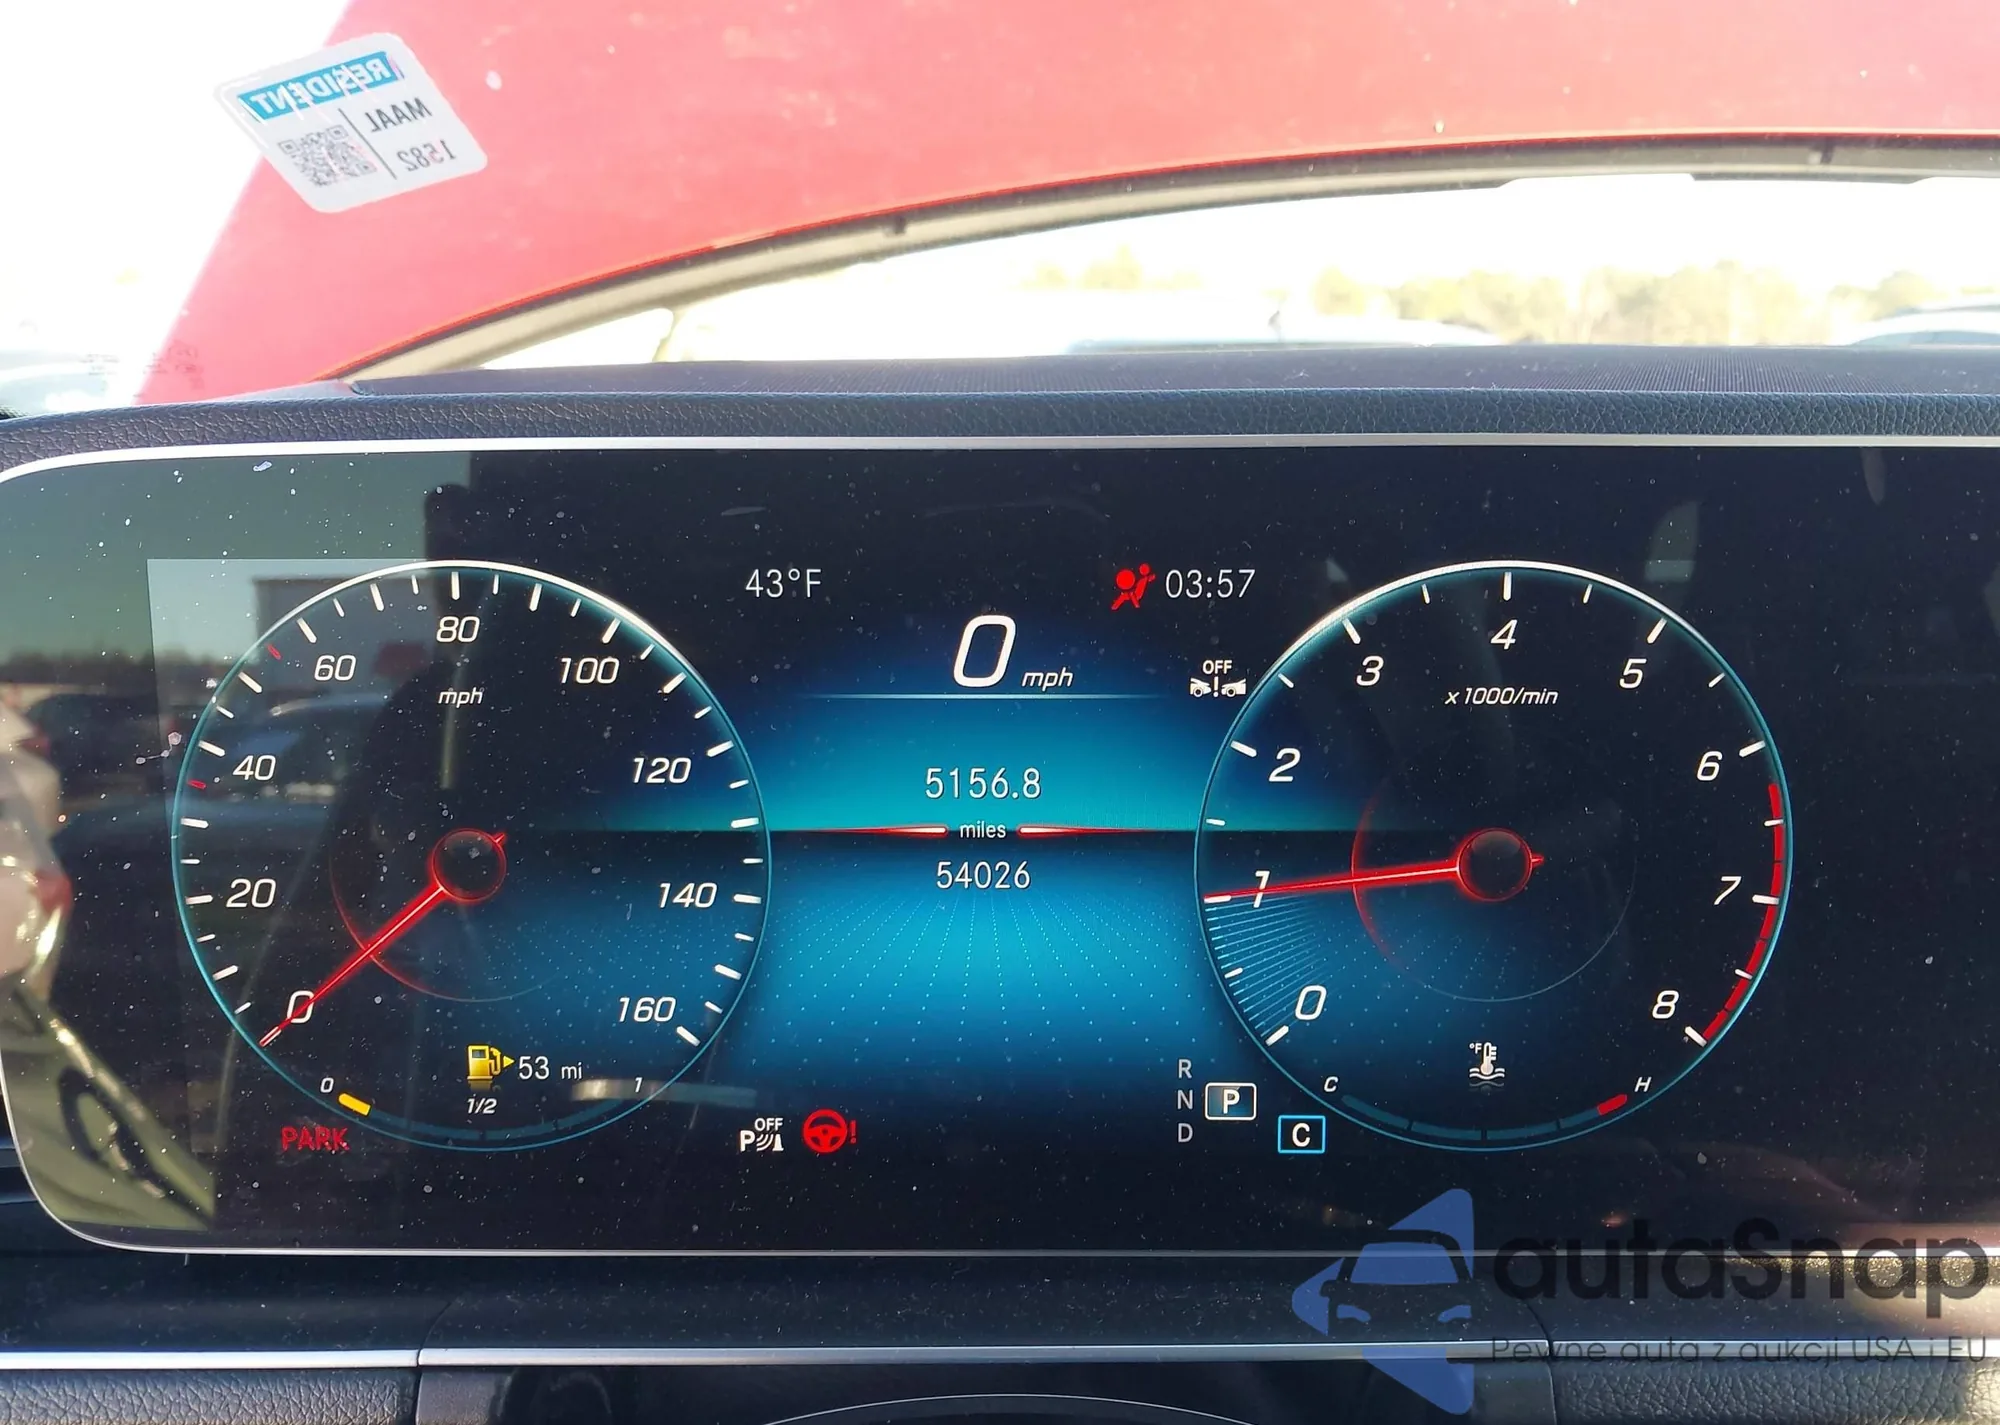 RESIDENT
MAAL
1582
43°F
03:57
0 mph
OFF
5156.8
miles
54026
0
20
40
60
80
100
120
140
160
mph
53 mi
0
1/2
1
PARK
OFF
P
!
R
N
D
P
C
0
1
2
3
4
5
6
7
8
x 1000/min
°F
C
H
autaSnap
Pewne auta z aukcji USA i EU